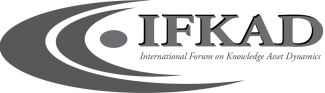 IFKAD
International Forum on Knowledge Asset Dynamics